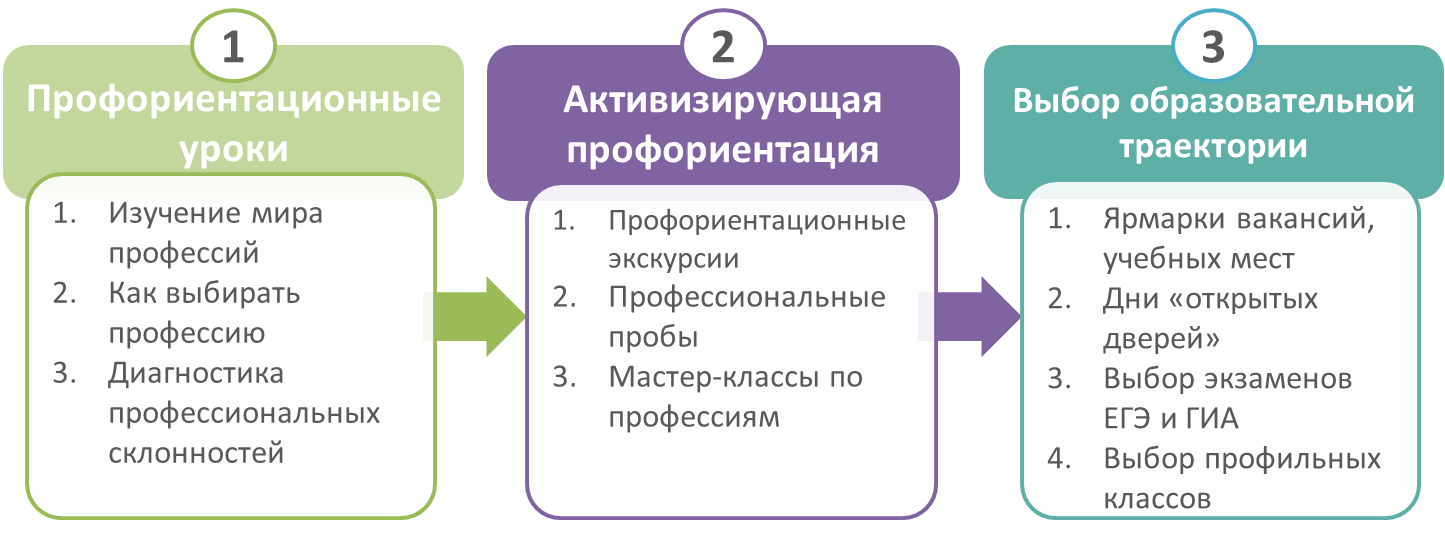 1
Профориентационные
уроки
1. Изучение мира
профессий
2. Как выбирать
профессию
3. Диагностика
профессиональных
склонностей
2
Активизирующая
профориентация
1. Профориентационные
экскурсии
2. Профессиональные
пробы
3. Мастер-классы по
профессиям
3
Выбор образовательной
траектории
1. Ярмарки вакансий,
учебных мест
2. Дни «открытых
дверей»
3. Выбор экзаменов
ЕГЭ и ГИА
4. Выбор профильных
классов